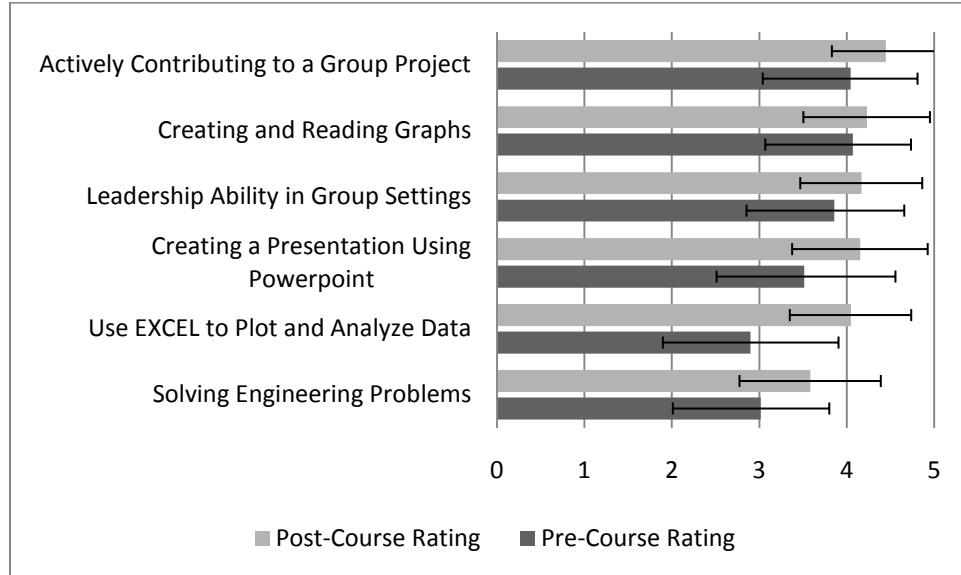 Actively Contributing to a Group Project
Creating and Reading Graphs
Leadership Ability in Group Settings
Creating a Presentation Using
Powerpoint
Use EXCEL to Plot and Analyze Data
Solving Engineering Problems
0 1 2 3 4 5
Post-Course Rating Pre-Course Rating